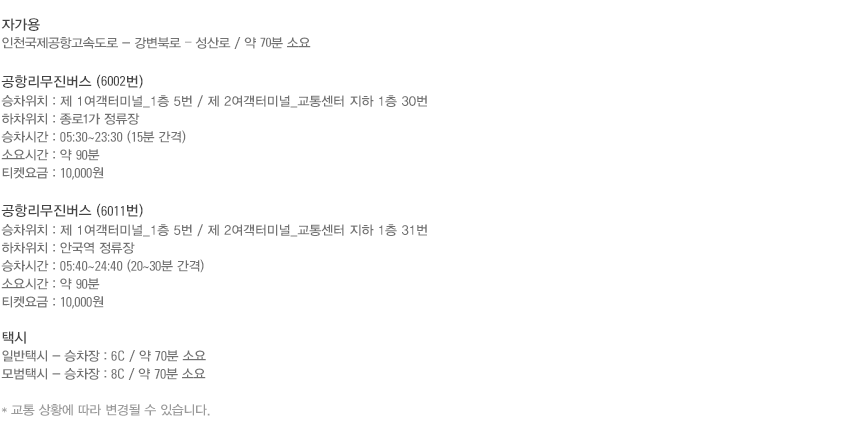 자가용
인천국제공항고속도로 – 강변북로 – 성산로 / 약 70분 소요
공항리무진버스 (6002번)
승차위치 : 제 1여객터미널_1층 5번 / 제 2여객터미널_교통센터 지하 1층 30번
하차위치 : 종로1가 정류장
승차시간 : 05:30~23:30 (15분 간격)
소요시간 : 약 90분
티켓요금 : 10,000원
공항리무진버스 (6011번)
승차위치 : 제 1여객터미널_1층 5번 / 제 2여객터미널_교통센터 지하 1층 31번
하차위치 : 안국역 정류장
승차시간 : 05:40~24:40 (20~30분 간격)
소요시간 : 약 90분
티켓요금 : 10,000원
택시
일반택시 – 승차장 : 6C / 약 70분 소요
모범택시 – 승차장 : 8C / 약 70분 소요
* 교통 상황에 따라 변경될 수 있습니다.